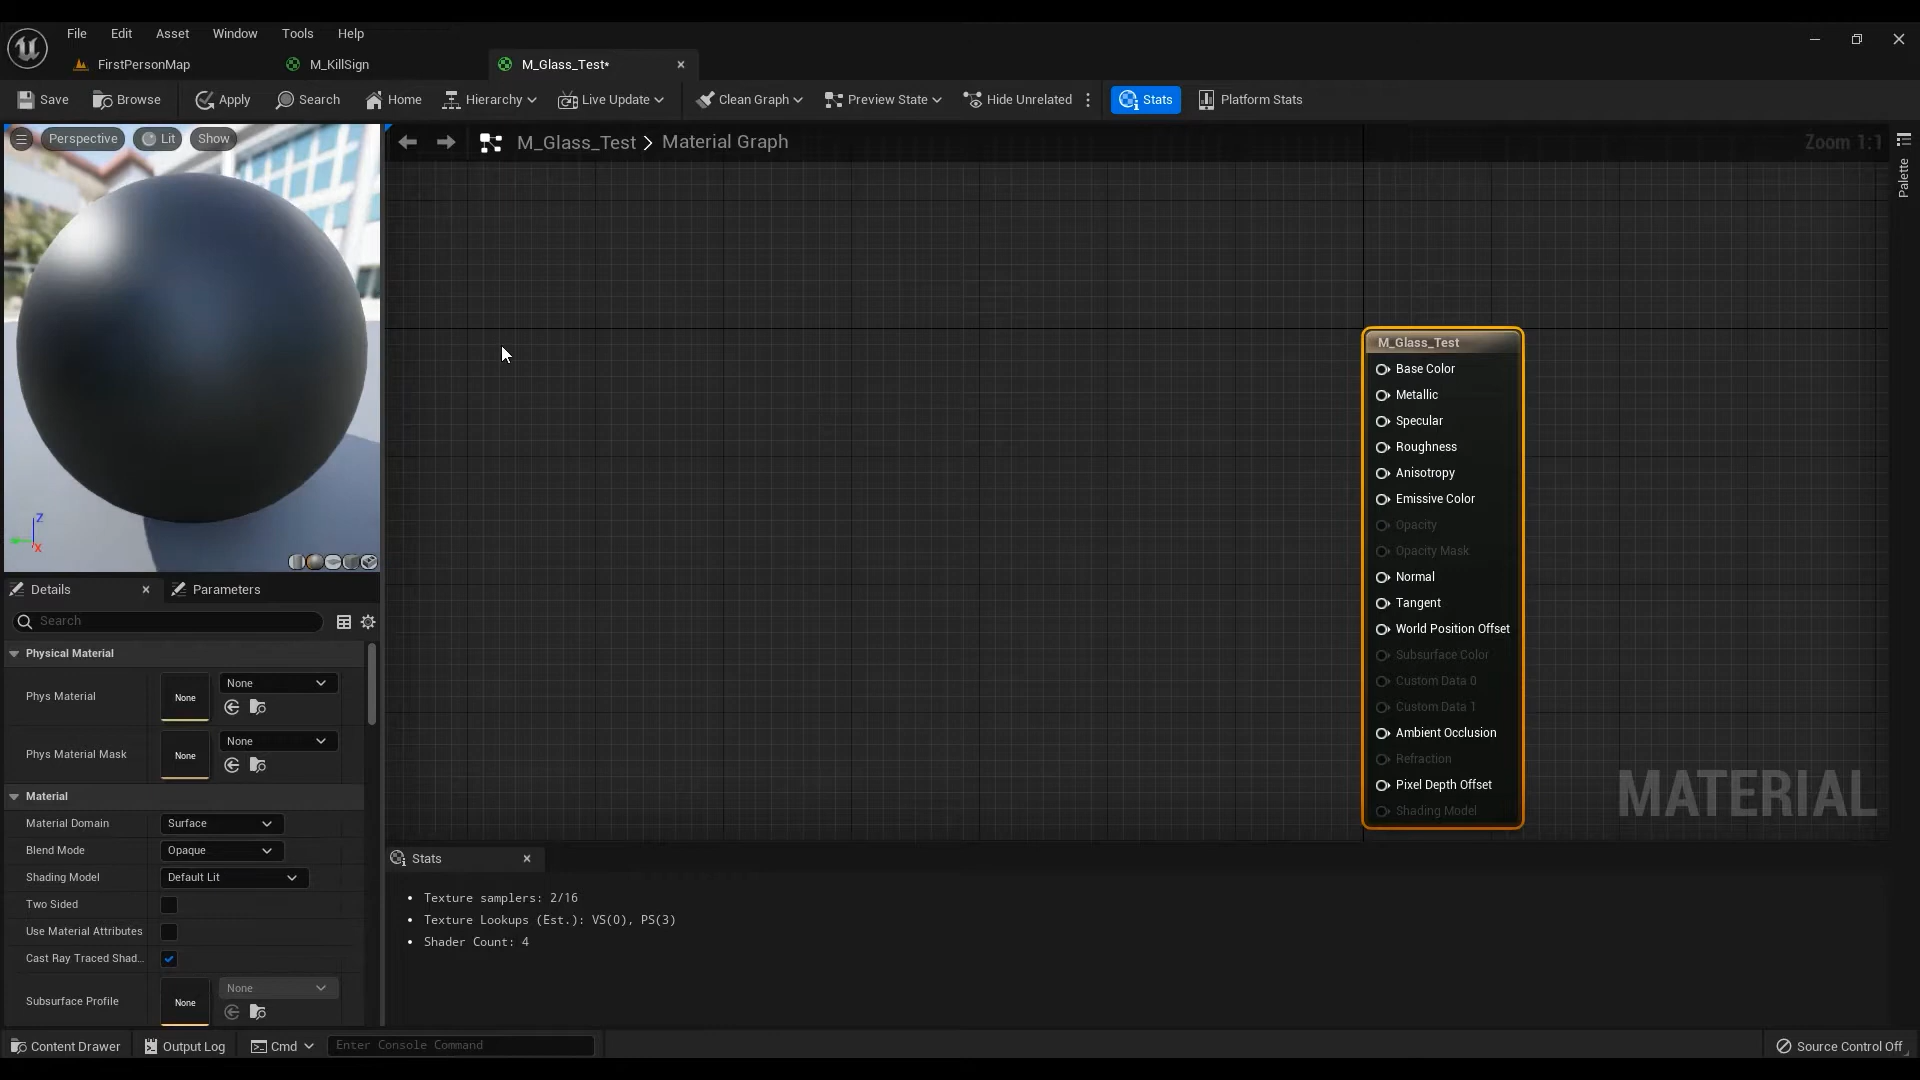 File Edit Asset Window Tools Help
FirstPersonMap M_KillSign M_Glass_Test*
Save Browse Apply Search Home Hierarchy Live Update Clean Graph Preview State Hide Unrelated Stats Platform Stats
Perspective Lit Show
M_Glass_Test > Material Graph
Zoom 1:1
Palette
M_Glass_Test
Base Color
Metallic
Specular
Roughness
Anisotropy
Emissive Color
Opacity
Opacity Mask
Normal
Tangent
World Position Offset
Subsurface Color
Custom Data 0
Custom Data 1
Ambient Occlusion
Refraction
Pixel Depth Offset
Shading Model
MATERIAL
Z
X
Details Parameters
Search
Physical Material
Phys Material None None
Phys Material Mask None None
Material
Material Domain Surface
Blend Mode Opaque
Shading Model Default Lit
Two Sided
Use Material Attributes
Cast Ray Traced Shad...
Subsurface Profile None None
Stats
• Texture samplers: 2/16
• Texture Lookups (Est.): VS(0), PS(3)
• Shader Count: 4
Content Drawer Output Log Cmd Enter Console Command Source Control Off